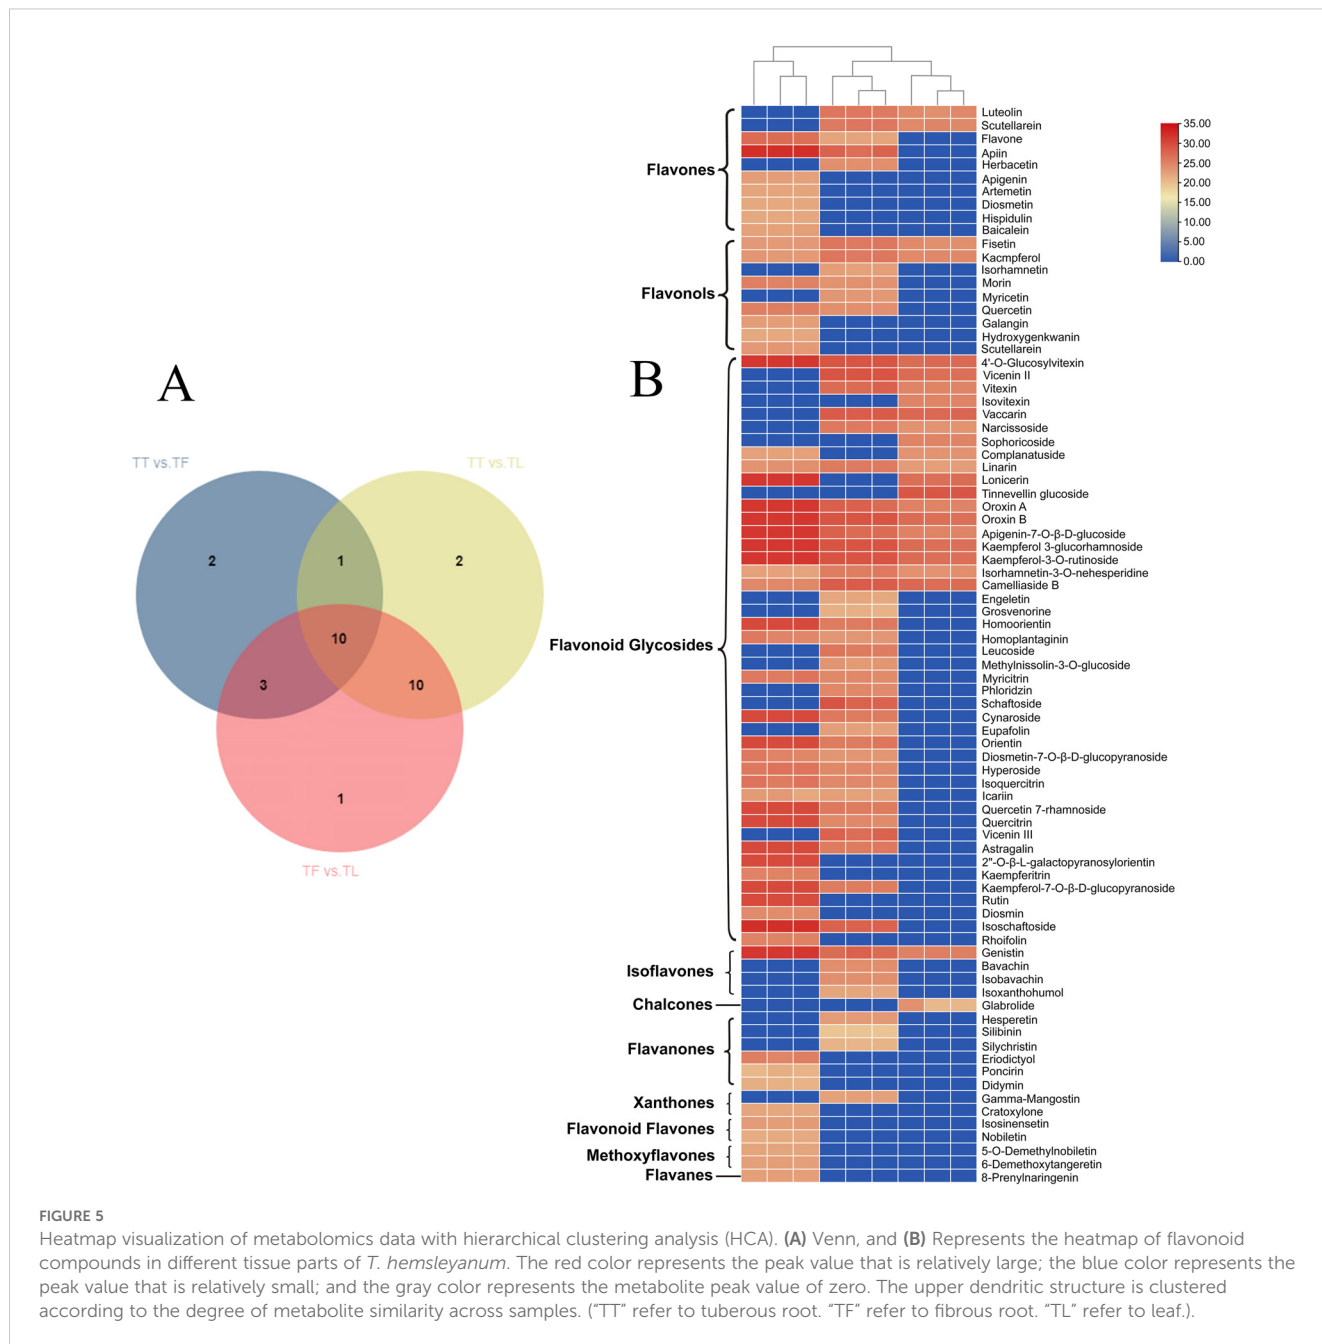 A
TT vs.TF
TT vs.TL
2
1
2
10
3
10
1
TF vs.TL
B
Flavones
Flavonols
Flavonoid Glycosides
Isoflavones
Chalcones
Flavanones
Xanthones
Flavonoid Flavones
Methoxyflavones
Flavanes
Luteolin
Scutellarein
Flavone
Apiin
Herbacetin
Apigenin
Artemetin
Diosmetin
Hispidulin
Baicalein
Fisetin
Kacmpferol
Isorhamnetin
Morin
Myricetin
Quercetin
Galangin
Hydroxygenkwanin
Scutellarein
4'-O-Glucosylvitexin
Vicenin II
Vitexin
Isovitexin
Vaccarin
Narcissoside
Sophoricoside
Complanatuside
Linarin
Lonicerin
Tinnevellin glucoside
Oroxin A
Oroxin B
Apigenin-7-O-β-D-glucoside
Kaempferol 3-glucorhamnoside
Kaempferol-3-O-rutinoside
Isorhamnetin-3-O-nehesperidine
Camelliaside B
Engeletin
Grosvenorine
Homoorientin
Homoplantaginin
Leucoside
Methylnissolin-3-O-glucoside
Myricitrin
Phloridzin
Schaftoside
Cynaroside
Eupafolin
Orientin
Diosmetin-7-O-β-D-glucopyranoside
Hyperoside
Isoquercitrin
Icariin
Quercetin 7-rhamnoside
Quercitrin
Vicenin III
Astragalin
2"-O-β-L-galactopyranosylorientin
Kaempferitrin
Kaempferol-7-O-β-D-glucopyranoside
Rutin
Diosmin
Isoschaftoside
Rhoifolin
Genistin
Bavachin
Isobavachin
Isoxanthohumol
Glabrolide
Hesperetin
Silibinin
Silychristin
Eriodictyol
Poncirin
Didymin
Gamma-Mangostin
Cratoxylone
Isosinensetin
Nobiletin
5-O-Demethylnobiletin
6-Demethoxytangeretin
8-Prenylnaringenin
35.00
30.00
25.00
20.00
15.00
10.00
5.00
0.00
FIGURE 5
Heatmap visualization of metabolomics data with hierarchical clustering analysis (HCA). (A) Venn, and (B) Represents the heatmap of flavonoid
compounds in different tissue parts of T. hemsleyanum. The red color represents the peak value that is relatively large; the blue color represents the
peak value that is relatively small; and the gray color represents the metabolite peak value of zero. The upper dendritic structure is clustered
according to the degree of metabolite similarity across samples. ("TT" refer to tuberous root. "TF" refer to fibrous root. "TL" refer to leaf.).